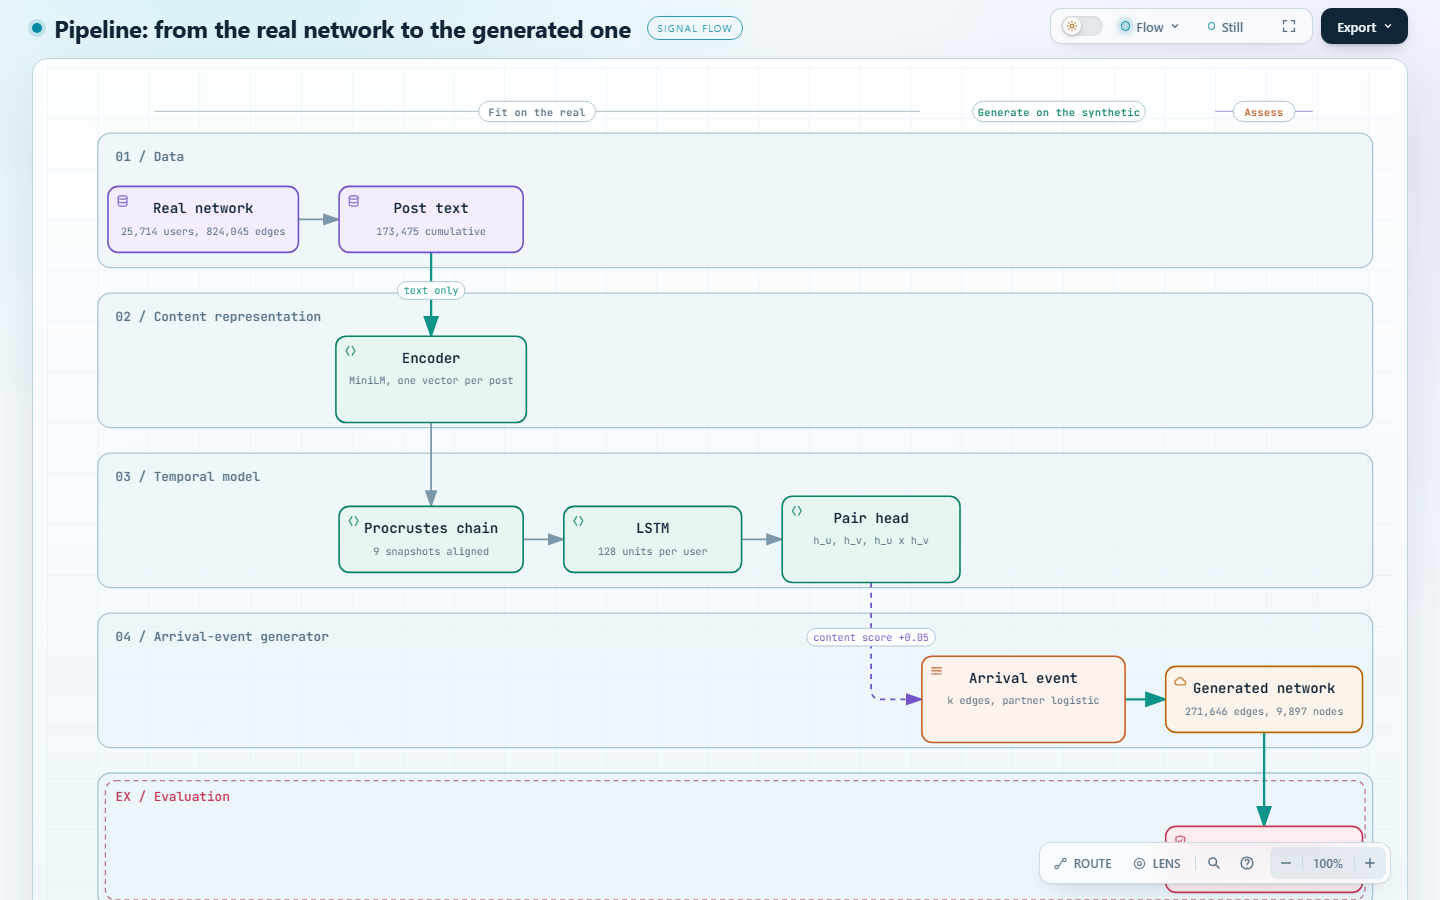 Pipeline: from the real network to the generated one
SIGNAL FLOW
Flow
Still
Export
Fit on the real
Generate on the synthetic
Assess
01 / Data
Real network
25,714 users, 824,045 edges
Post text
173,475 cumulative
text only
02 / Content representation
Encoder
MiniLM, one vector per post
03 / Temporal model
Procrustes chain
9 snapshots aligned
LSTM
128 units per user
Pair head
h_u, h_v, h_u x h_v
04 / Arrival-event generator
content score +0.05
Arrival event
k edges, partner logistic
Generated network
271,646 edges, 9,897 nodes
EX / Evaluation
ROUTE
LENS
100%